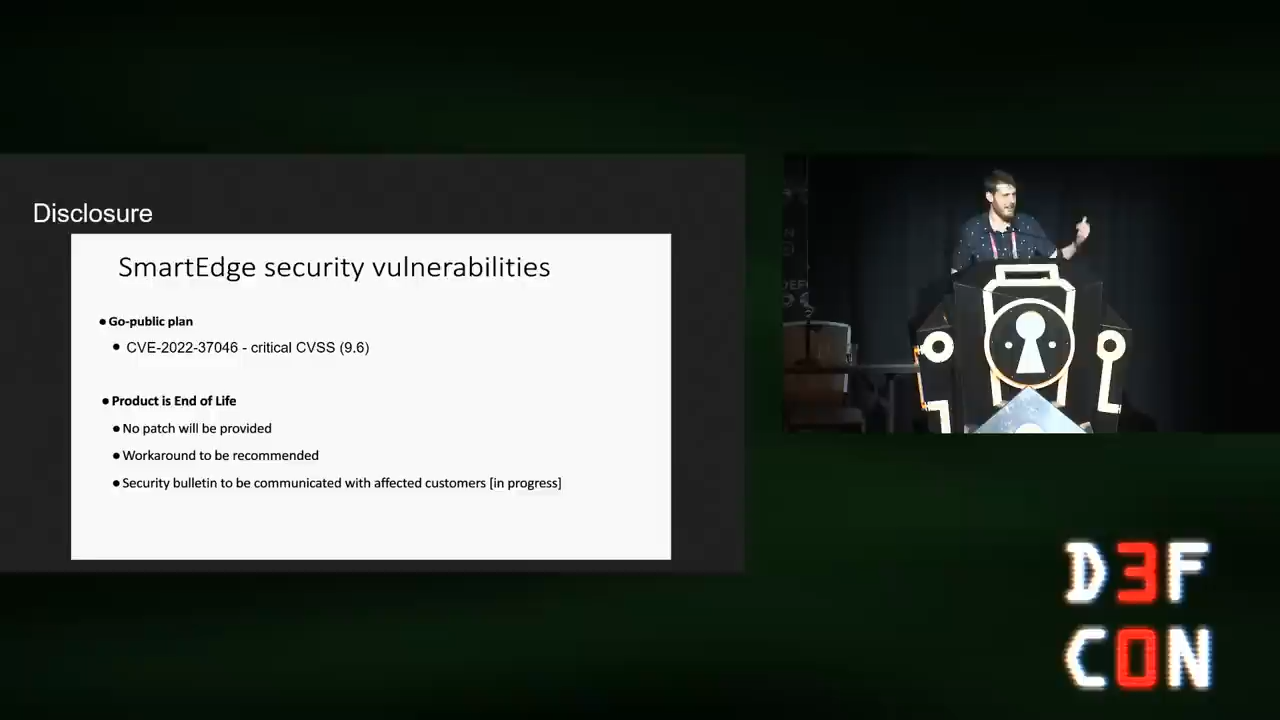 Disclosure
SmartEdge security vulnerabilities
● Go-public plan
● CVE-2022-37046 - critical CVSS (9.6)
● Product is End of Life
● No patch will be provided
● Workaround to be recommended
● Security bulletin to be communicated with affected customers [in progress]
D3F
C0N